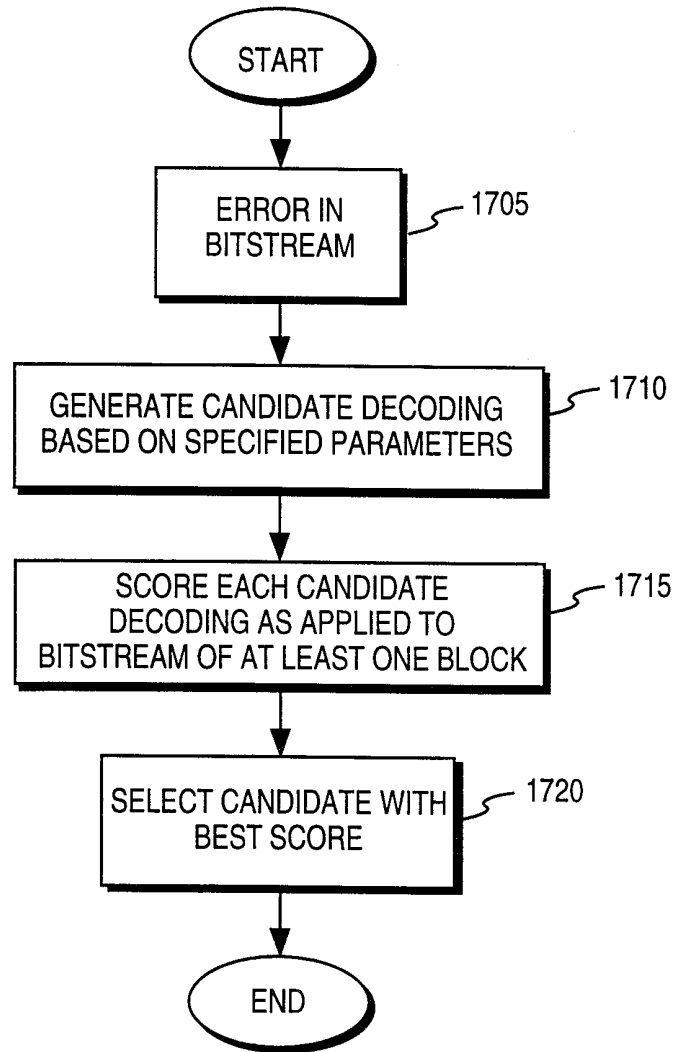 START
ERROR IN
BITSTREAM
1705
GENERATE CANDIDATE DECODING
BASED ON SPECIFIED PARAMETERS
1710
SCORE EACH CANDIDATE
DECODING AS APPLIED TO
BITSTREAM OF AT LEAST ONE BLOCK
1715
SELECT CANDIDATE WITH
BEST SCORE
1720
END